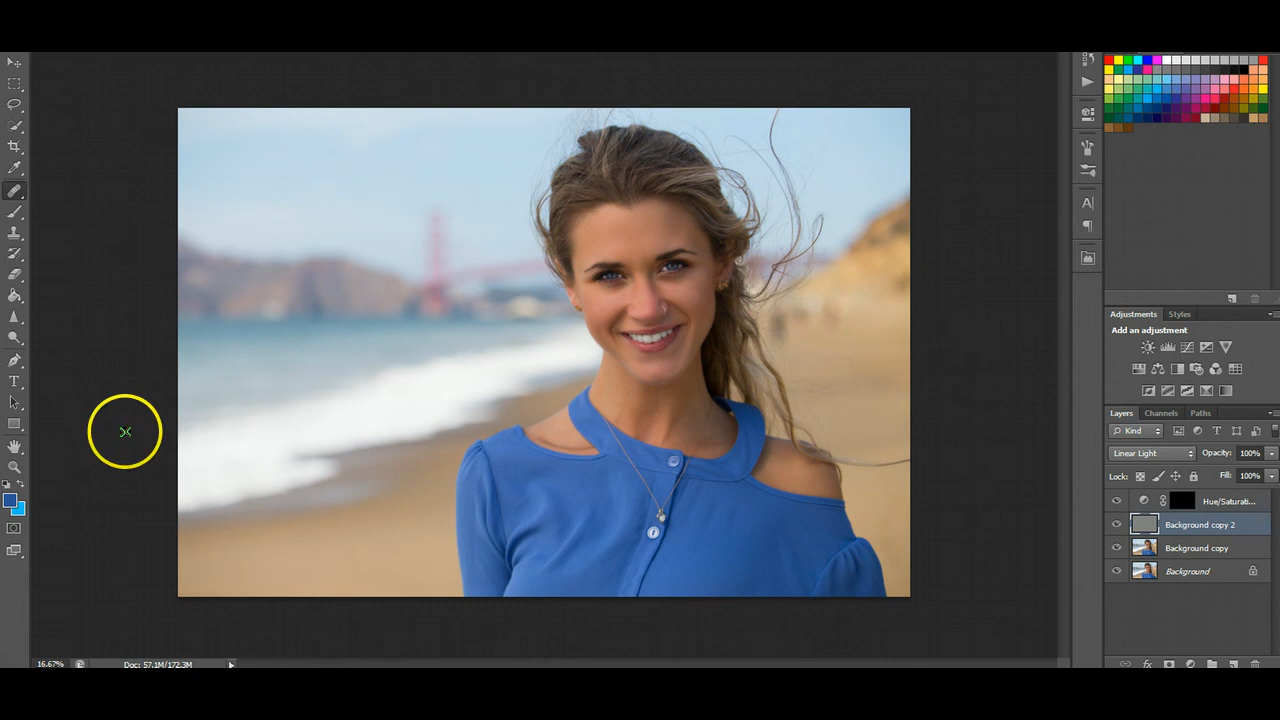 Adjustments Styles
Add an adjustment
Layers Channels Paths
Kind
Linear Light Opacity: 100%
Lock: Fill: 100%
Hue/Saturati...
Background copy 2
Background copy
Background
16.67% Doc: 57.1M/172.3M